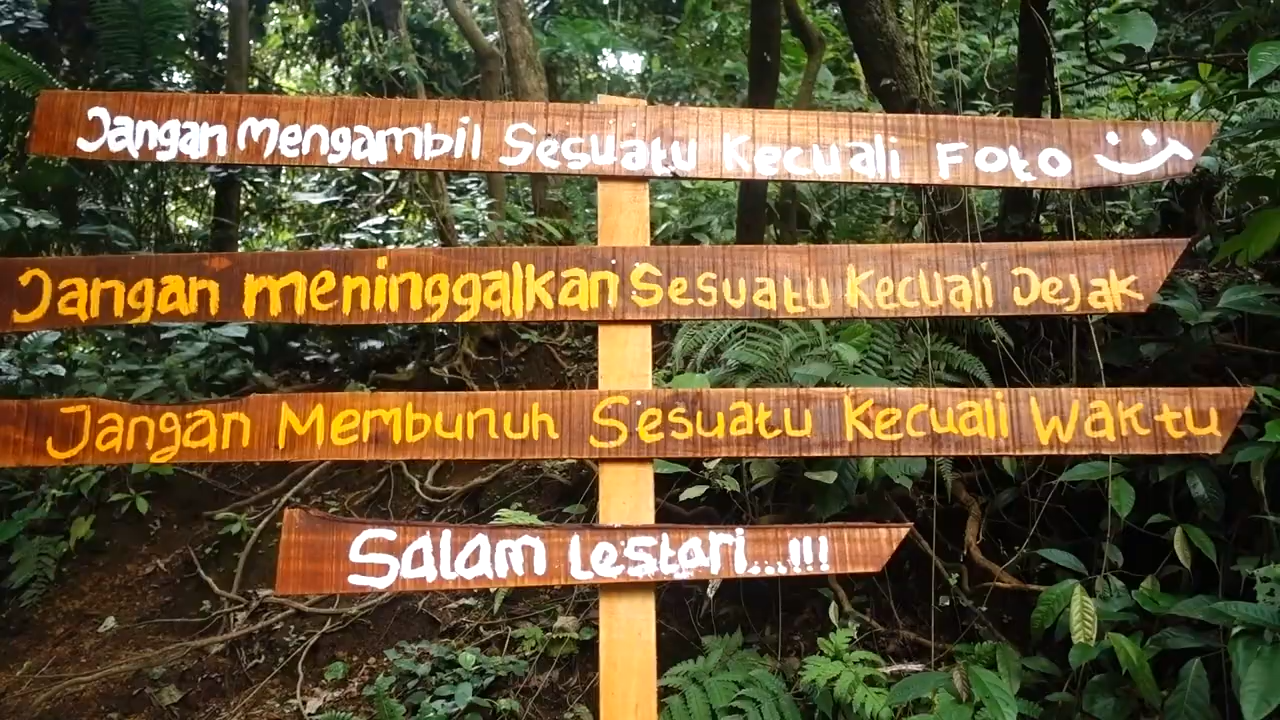 Jangan Mengambil Sesuatu Kecuali Foto
Jangan meninggalkan Sesuatu Kecuali Jejak
Jangan Membunuh Sesuatu Kecuali Waktu
Salam Lestari...!!!